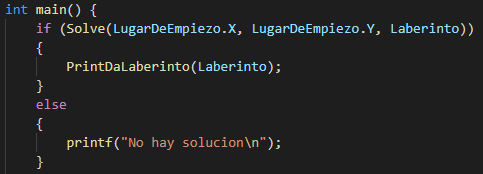 int main() {
    if (Solve(LugarDeEmpiezo.X, LugarDeEmpiezo.Y, Laberinto))
    {
        PrintDaLaberinto(Laberinto);
    }
    else
    {
        printf("No hay solucion\n");
    }